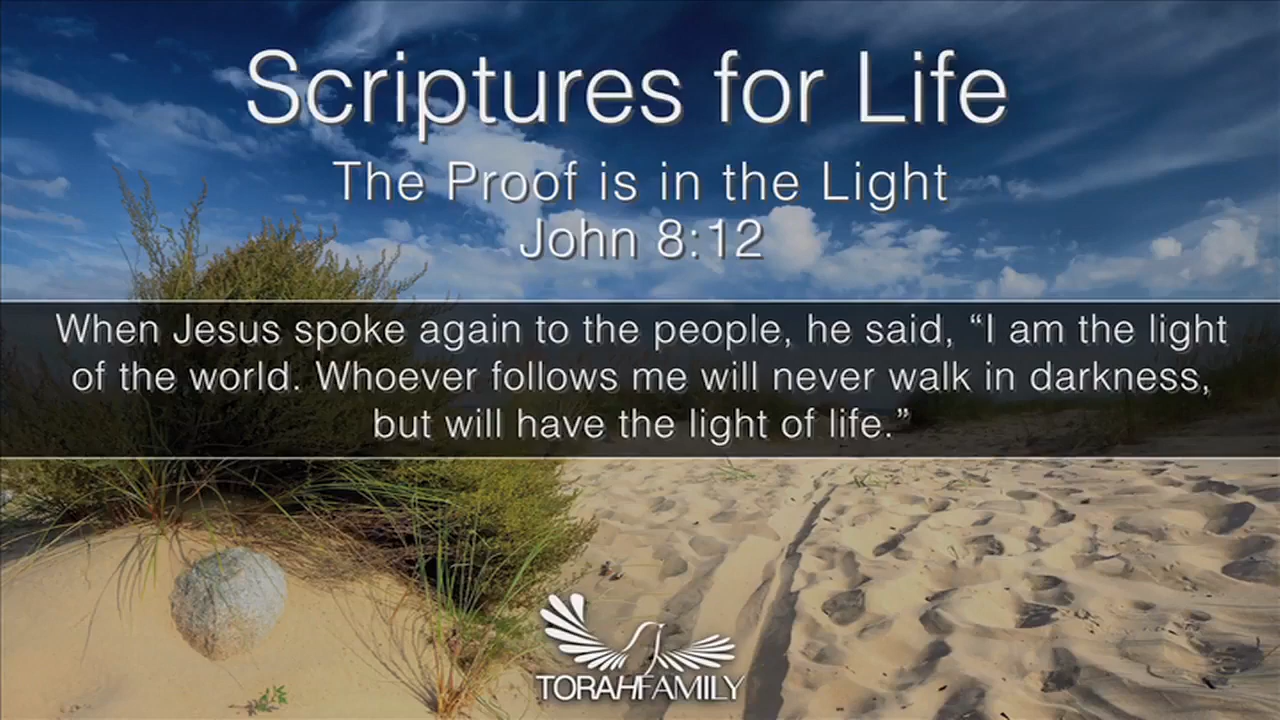 Scriptures for Life
The Proof is in the Light
John 8:12
When Jesus spoke again to the people, he said, “I am the light
of the world. Whoever follows me will never walk in darkness,
but will have the light of life.”
TORAHFAMILY